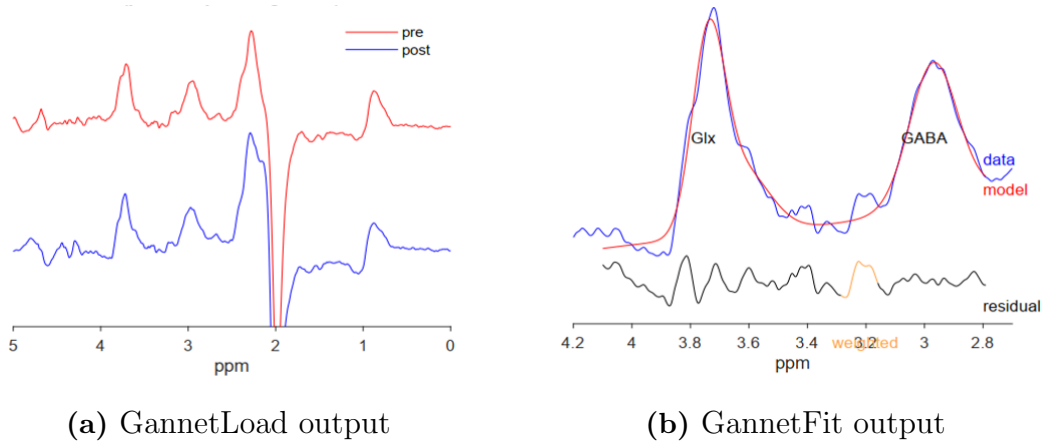 pre
post
5 4 3 2 1 0
ppm
(a) GannetLoad output
Glx
GABA
data
model
residual
4.2 4 3.8 3.6 3.4 3.2 3 2.8
weighted
ppm
(b) GannetFit output